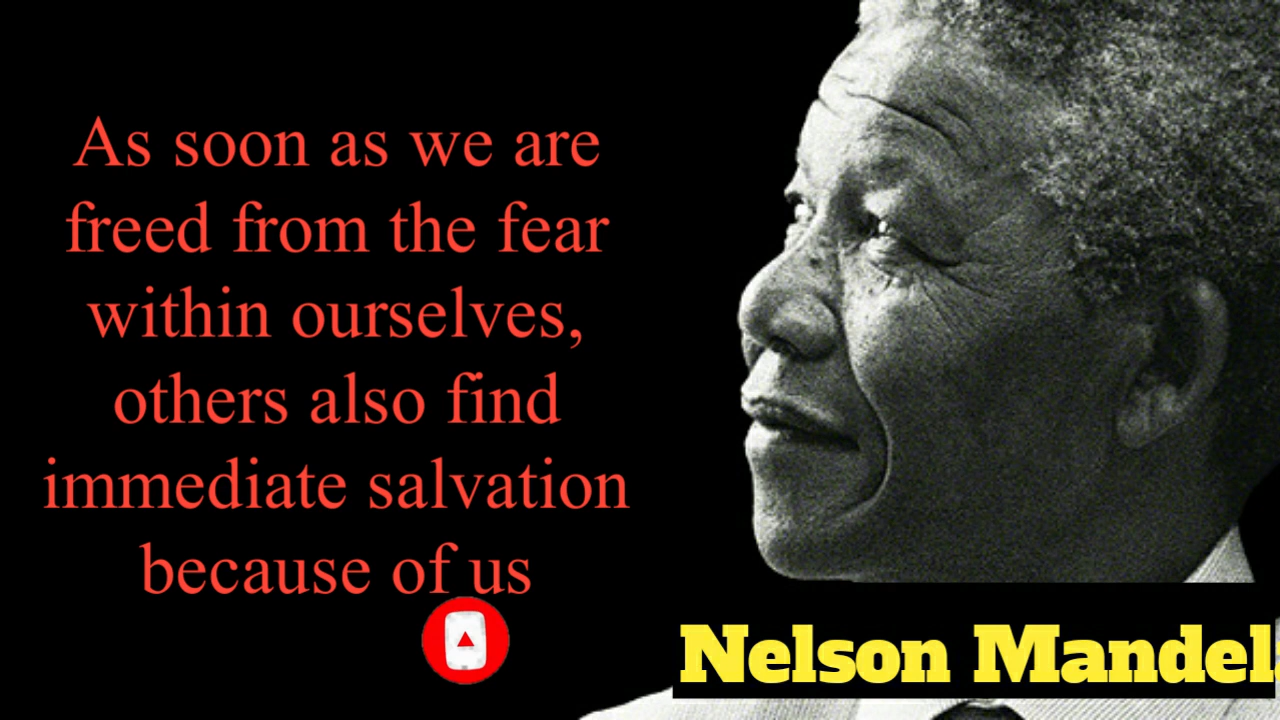 As soon as we are
freed from the fear
within ourselves,
others also find
immediate salvation
because of us
Nelson Mandel